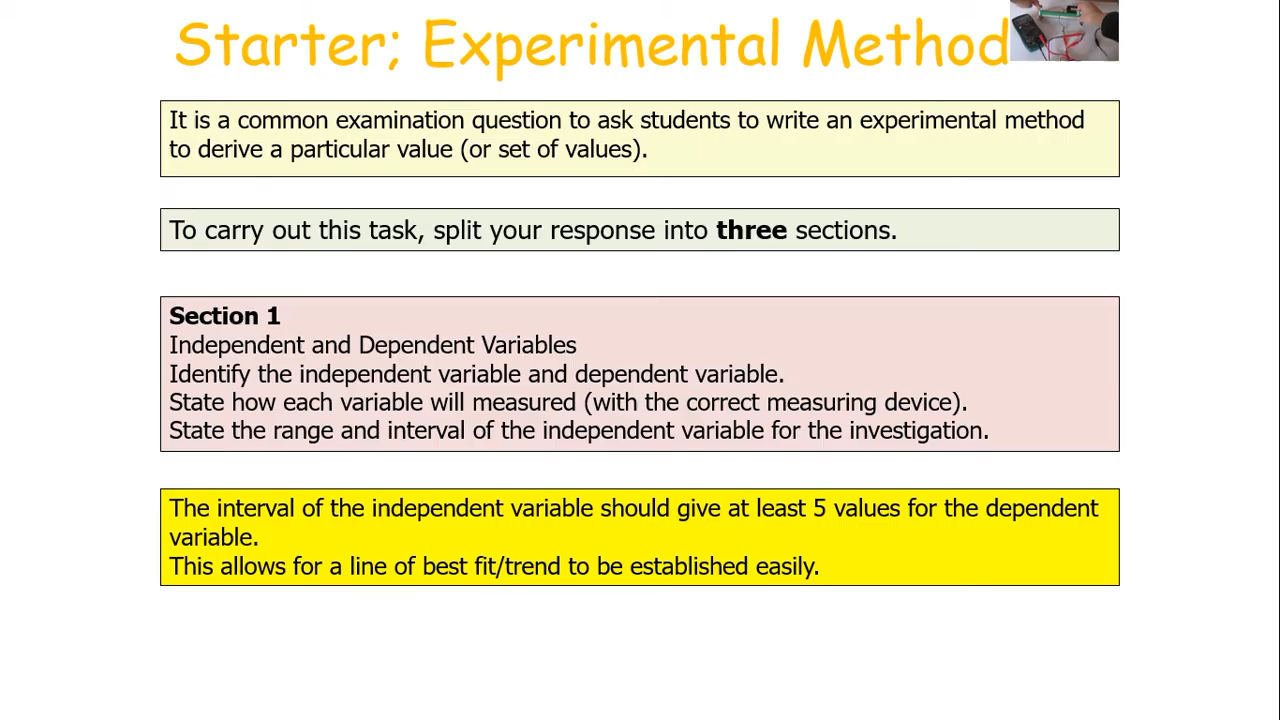 Starter; Experimental Method
It is a common examination question to ask students to write an experimental method
to derive a particular value (or set of values).
To carry out this task, split your response into three sections.
Section 1
Independent and Dependent Variables
Identify the independent variable and dependent variable.
State how each variable will measured (with the correct measuring device).
State the range and interval of the independent variable for the investigation.
The interval of the independent variable should give at least 5 values for the dependent
variable.
This allows for a line of best fit/trend to be established easily.